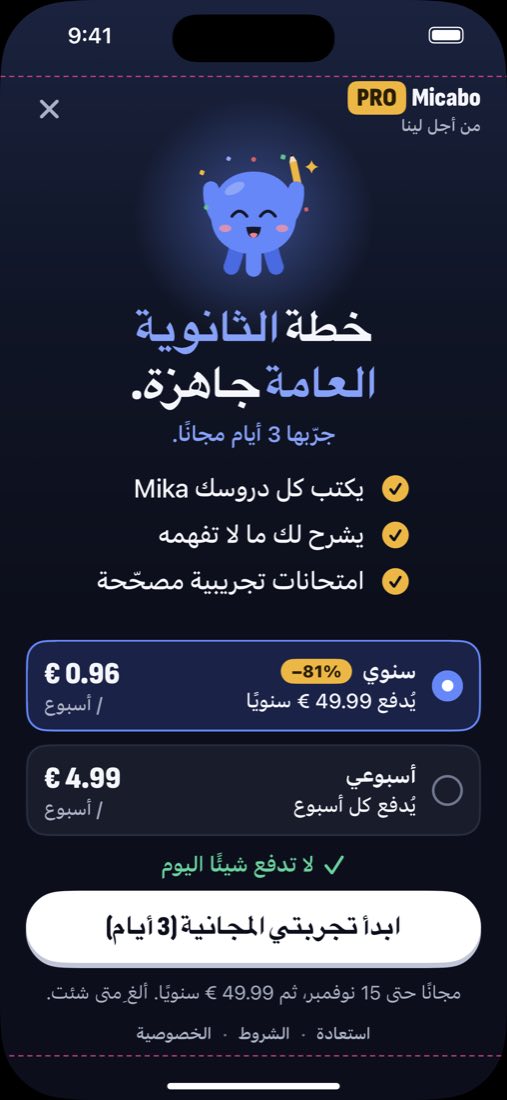 9:41
Micabo PRO
من أجل لينا
خطة الثانوية
العامة جاهزة.
جرّبها 3 أيام مجانًا.
يكتب كل دروسك Mika
يشرح لك ما لا تفهمه
امتحانات تجريبية مصحّحة
سنوي −81%
يُدفع 49.99 € سنويًا
0.96 €
/ أسبوع
أسبوعي
يُدفع كل أسبوع
4.99 €
/ أسبوع
لا تدفع شيئًا اليوم
ابدأ تجربتي المجانية (3 أيام)
مجانًا حتى 15 نوفمبر، ثم 49.99 € سنويًا. ألغِ متى شئت.
استعادة · الشروط · الخصوصية